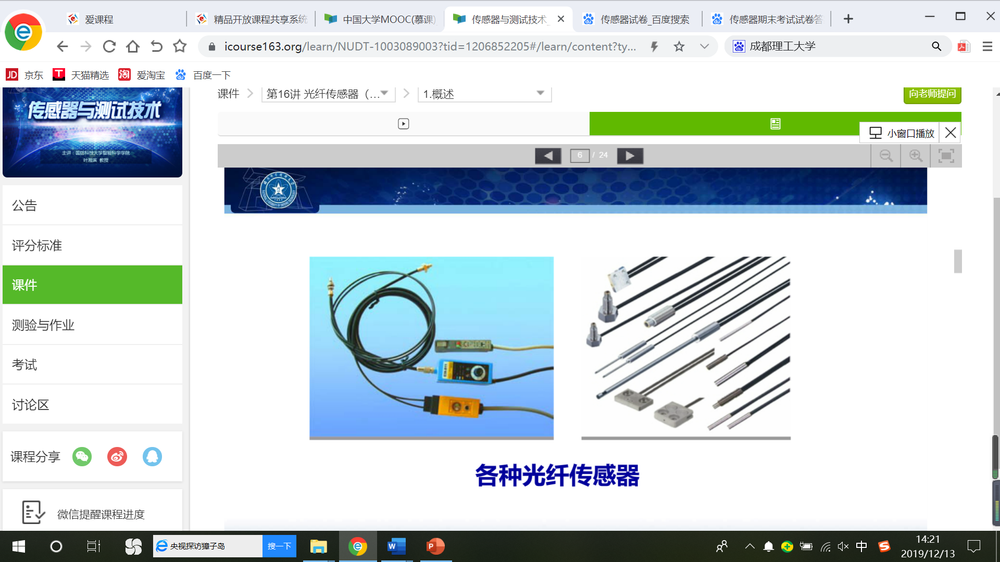 爱课程
精品开放课程共享系统
中国大学MOOC(慕课)
传感器与测试技术_
传感器试卷_百度搜索
传感器期末考试试卷答
icourse163.org/learn/NUDT-1003089003?tid=1206852205#/learn/content?ty...
成都理工大学
JD 京东
T 天猫精选
淘 爱淘宝
du 百度一下
课件
第16讲 光纤传感器（...
1.概述
向老师提问
传感器与测试技术
主讲：国防科技大学智能科学学院
叶湘滨 教授
小窗口播放
6 / 24
公告
评分标准
课件
测验与作业
考试
讨论区
课程分享
微信提醒课程进度
各种光纤传感器
央视探访獐子岛
搜一下
W
P
中
S
14:21
2019/12/13